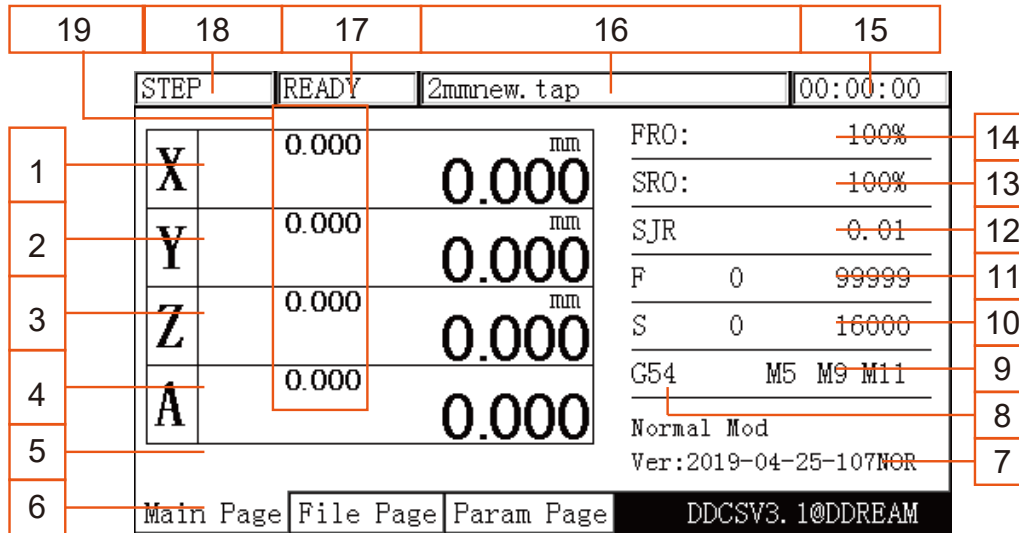 19 18 17 16 15
STEP READY 2mmnew.tap 00:00:00
1 X 0.000 mm 0.000 FRO: 100% 14
SRO: 100% 13
2 Y 0.000 mm 0.000 SJR 0.01 12
F 0 99999 11
3 Z 0.000 mm 0.000 S 0 16000 10
4 A 0.000 0.000 G54 M5 M9 M11 9
8
5 Normal Mod
Ver:2019-04-25-107NOR 7
6 Main Page File Page Param Page DDCSV3.1@DDREAM